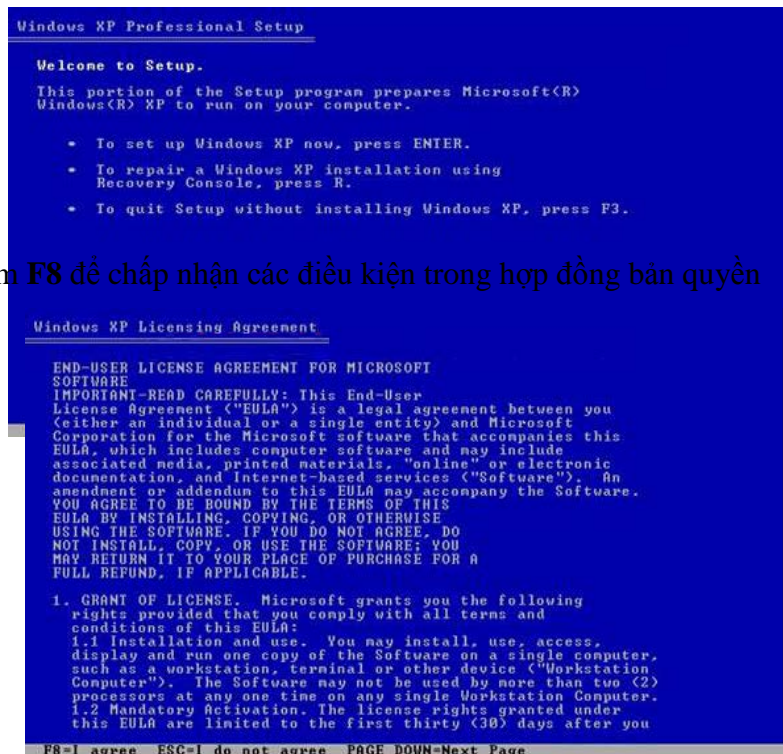 Windows XP Professional Setup
Welcome to Setup.
This portion of the Setup program prepares Microsoft(R)
Windows(R) XP to run on your computer.
• To set up Windows XP now, press ENTER.
• To repair a Windows XP installation using
Recovery Console, press R.
• To quit Setup without installing Windows XP, press F3.
F8 để chấp nhận các điều kiện trong hợp đồng bản quyền
Windows XP Licensing Agreement
END-USER LICENSE AGREEMENT FOR MICROSOFT
SOFTWARE
IMPORTANT-READ CAREFULLY: This End-User
License Agreement ("EULA") is a legal agreement between you
(either an individual or a single entity) and Microsoft
Corporation for the Microsoft software that accompanies this
EULA, which includes computer software and may include
associated media, printed materials, "online" or electronic
documentation, and Internet-based services ("Software"). An
amendment or addendum to this EULA may accompany the Software.
YOU AGREE TO BE BOUND BY THE TERMS OF THIS
EULA BY INSTALLING, COPYING, OR OTHERWISE
USING THE SOFTWARE. IF YOU DO NOT AGREE, DO
NOT INSTALL, COPY, OR USE THE SOFTWARE; YOU
MAY RETURN IT TO YOUR PLACE OF PURCHASE FOR A
FULL REFUND, IF APPLICABLE.
1. GRANT OF LICENSE. Microsoft grants you the following
rights provided that you comply with all terms and
conditions of this EULA:
1.1 Installation and use. You may install, use, access,
display and run one copy of the Software on a single computer,
such as a workstation, terminal or other device ("Workstation
Computer"). The Software may not be used by more than two (2)
processors at any one time on any single Workstation Computer.
1.2 Mandatory Activation. The license rights granted under
this EULA are limited to the first thirty (30) days after you
F8=I agree ESC=I do not agree PAGE DOWN=Next Page